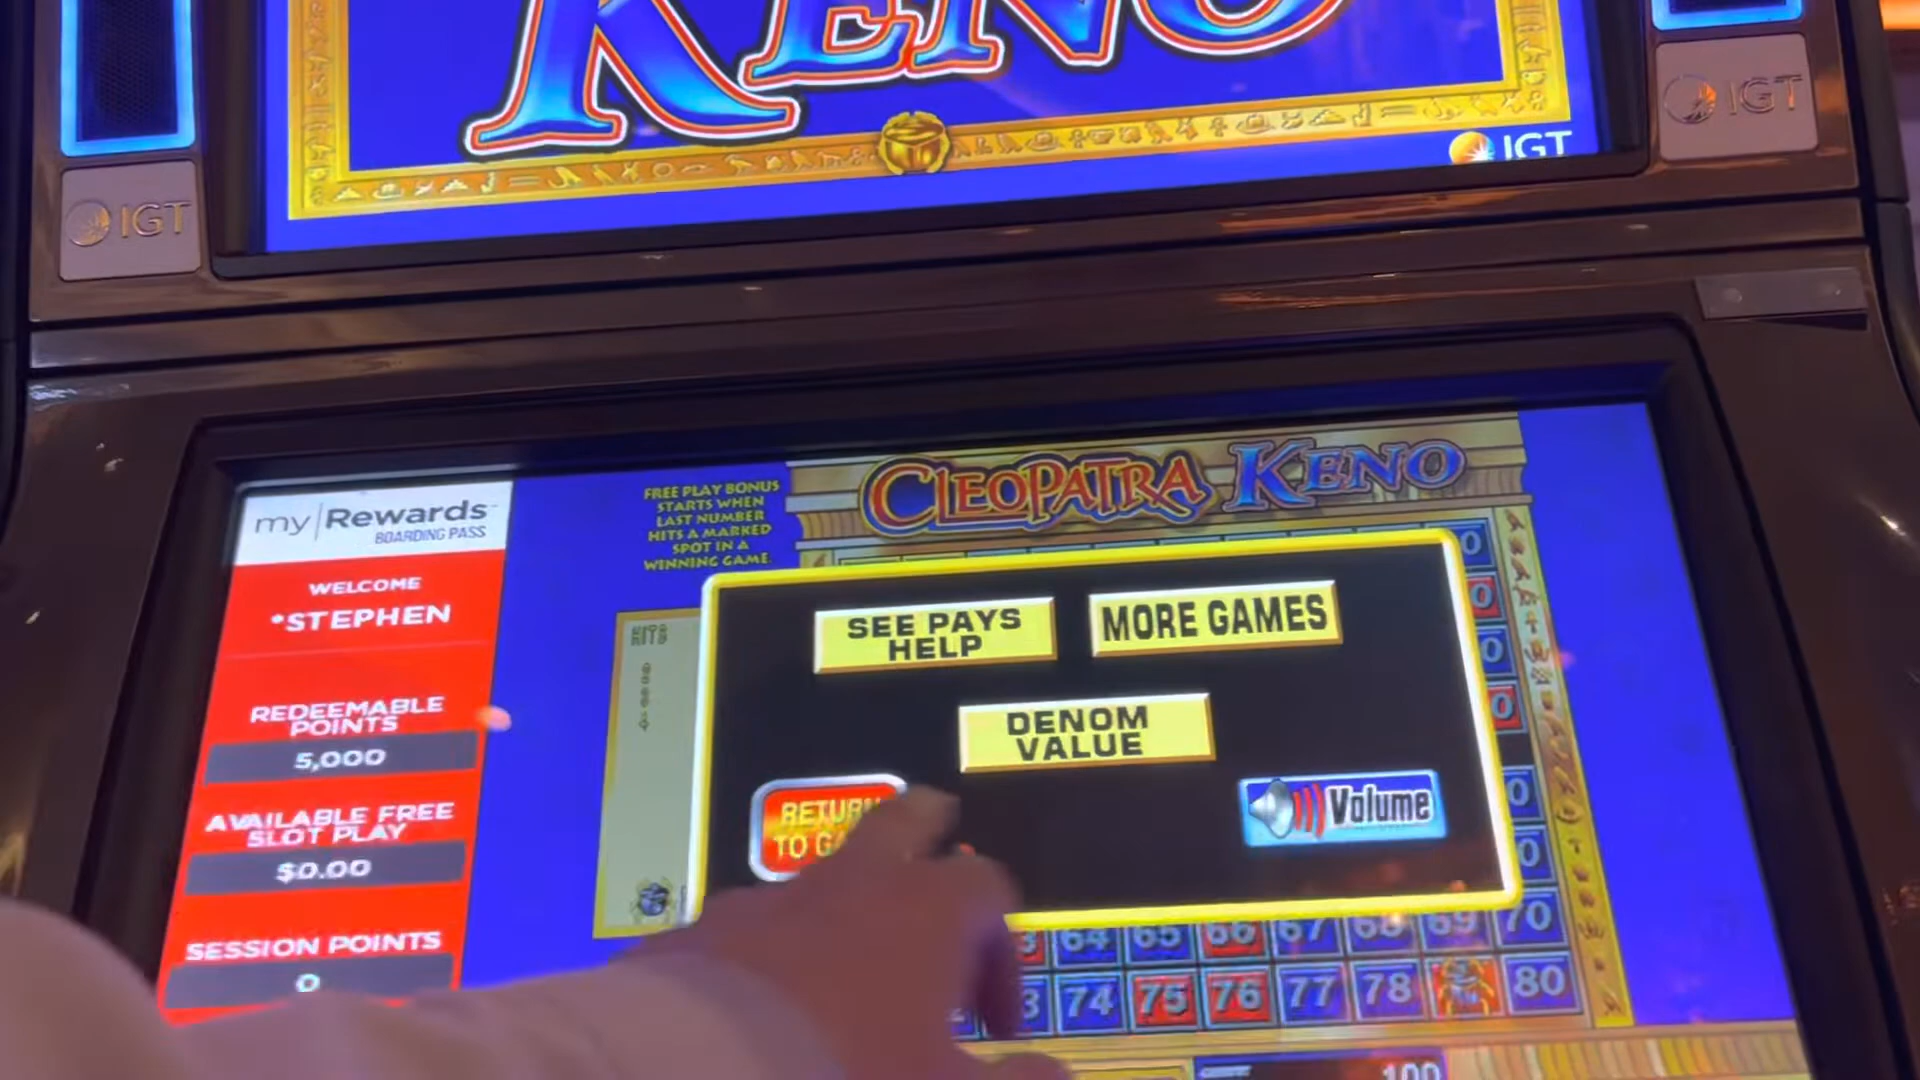 KENO
IGT
IGT
IGT
my|Rewards
BOARDING PASS
WELCOME
*STEPHEN
REDEEMABLE
POINTS
5,000
AVAILABLE FREE
SLOT PLAY
$0.00
SESSION POINTS
0
FREE PLAY BONUS
STARTS WHEN
LAST NUMBER
HITS A MARKED
SPOT IN A
WINNING GAME.
CLEOPATRA KENO
HITS
SEE PAYS
HELP
MORE GAMES
DENOM
VALUE
RETURN
TO GA
Volume
64 65 66 67 68 69 70
74 75 76 77 78 80
100